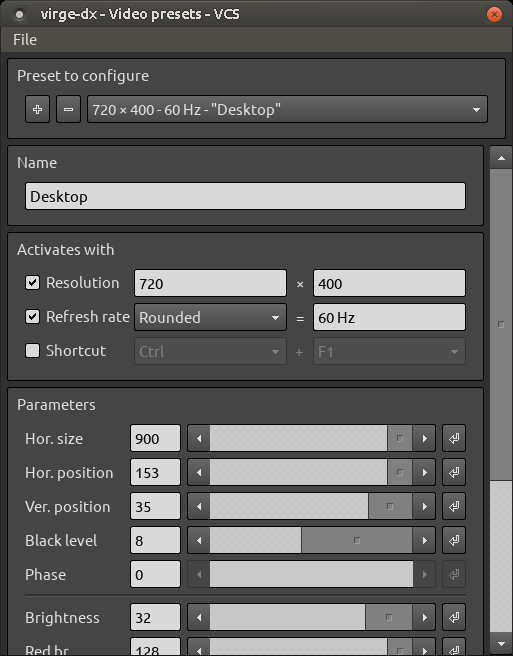 virge-dx - Video presets - VCS
File
Preset to configure
720 × 400 - 60 Hz - "Desktop"
Name
Desktop
Activates with
Resolution 720 × 400
Refresh rate Rounded = 60 Hz
Shortcut Ctrl + F1
Parameters
Hor. size 900
Hor. position 153
Ver. position 35
Black level 8
Phase 0
Brightness 32
Red br. 128